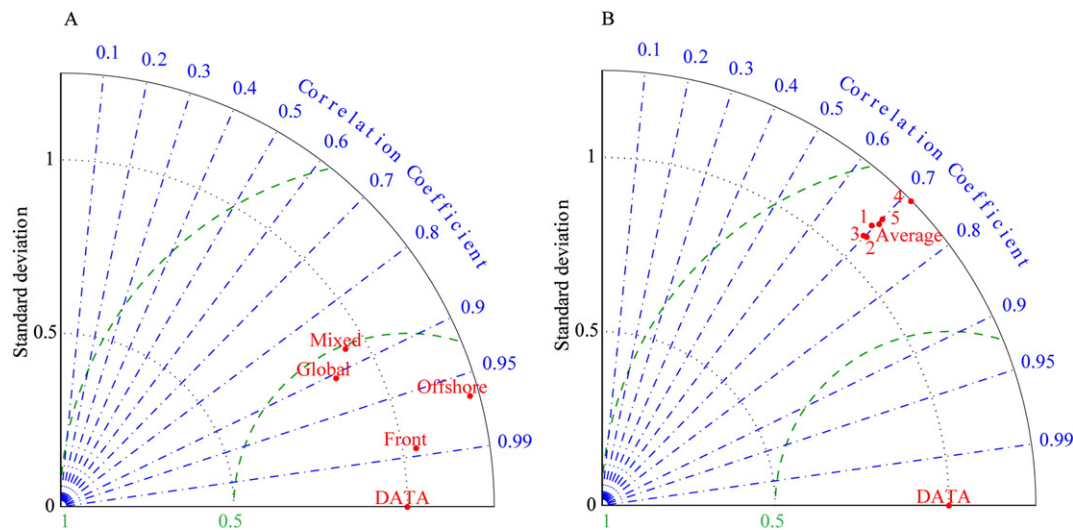 A
0.1
0.2
0.3
0.4
0.5
0.6
0.7
0.8
0.9
0.95
0.99
Correlation Coefficient
Standard deviation
1
0.5
0
Mixed
Global
Offshore
Front
DATA
1
0.5
B
0.1
0.2
0.3
0.4
0.5
0.6
0.7
0.8
0.9
0.95
0.99
Correlation Coefficient
Standard deviation
1
0.5
0
4
1
5
3
Average
2
DATA
1
0.5